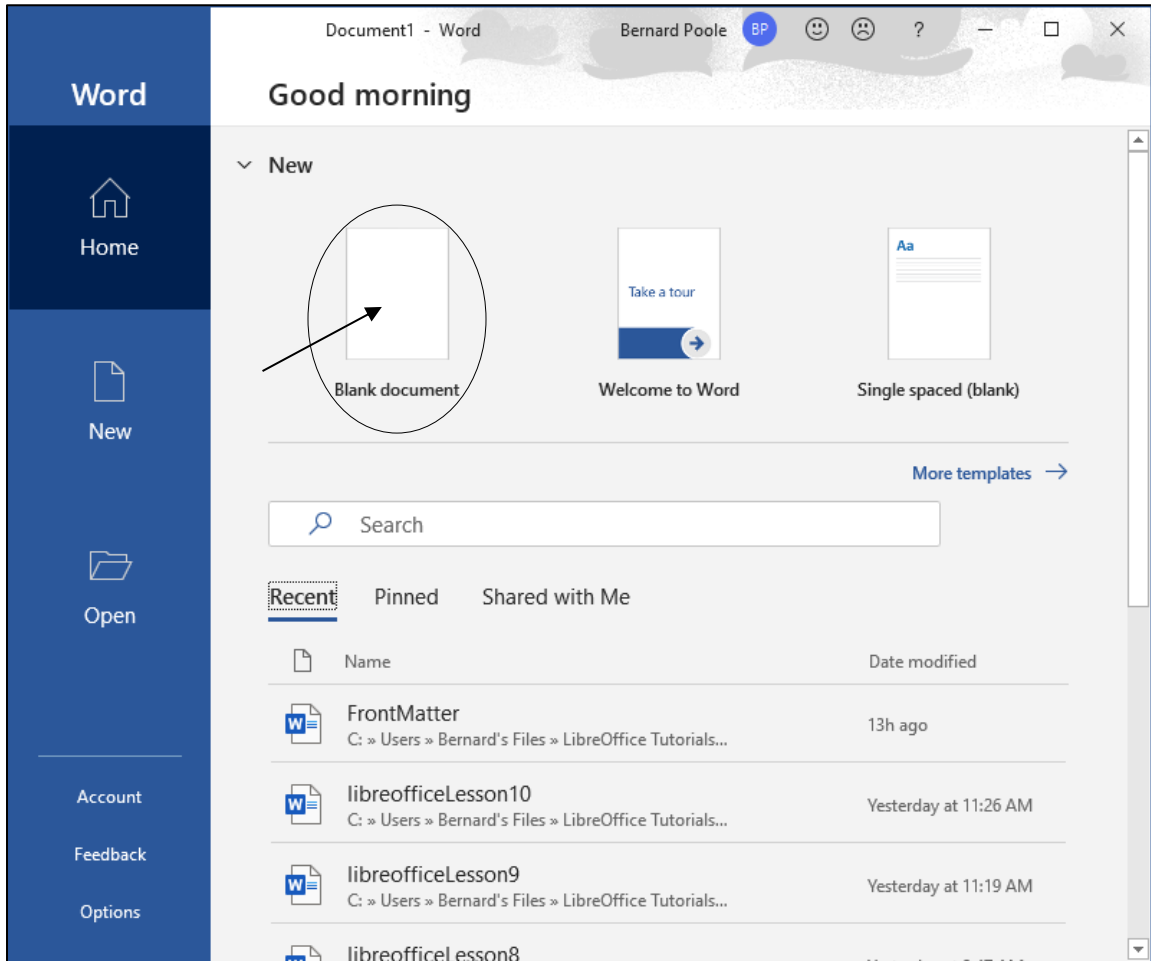 Document1 - Word
Bernard Poole
BP
?
Word
Good morning
Home
New
Open
Account
Feedback
Options
New
Aa
Take a tour
Blank document
Welcome to Word
Single spaced (blank)
More templates
Search
Recent
Pinned
Shared with Me
Name
Date modified
W
FrontMatter
13h ago
C: » Users » Bernard's Files » LibreOffice Tutorials...
W
libreofficeLesson10
Yesterday at 11:26 AM
C: » Users » Bernard's Files » LibreOffice Tutorials...
W
libreofficeLesson9
Yesterday at 11:19 AM
C: » Users » Bernard's Files » LibreOffice Tutorials...
libreofficeLesson8